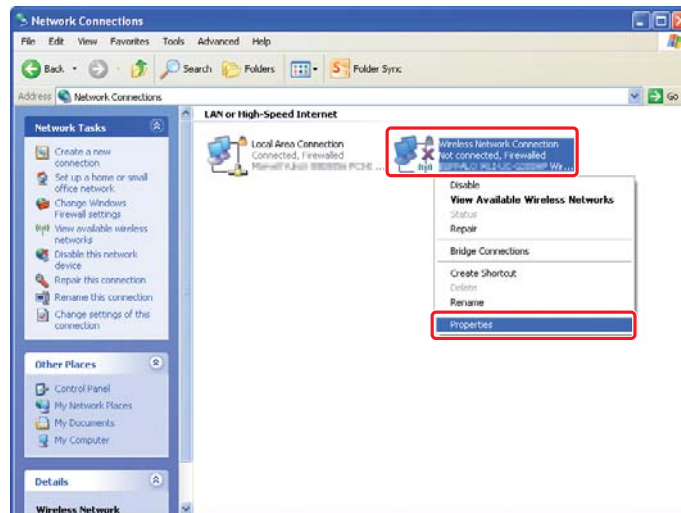 Network Connections
File Edit View Favorites Tools Advanced Help
Back Search Folders Folder Sync
Address Network Connections Go
Network Tasks
Create a new
connection
Set up a home or small
office network
Change Windows
Firewall settings
View available wireless
networks
Disable this network
device
Repair this connection
Rename this connection
Change settings of this
connection
Other Places
Control Panel
My Network Places
My Documents
My Computer
Details
Wireless Network
LAN or High-Speed Internet
Local Area Connection
Connected, Firewalled
Wireless Network Connection
Not connected, Firewalled
Wir...
Disable
View Available Wireless Networks
Status
Repair
Bridge Connections
Create Shortcut
Delete
Rename
Properties